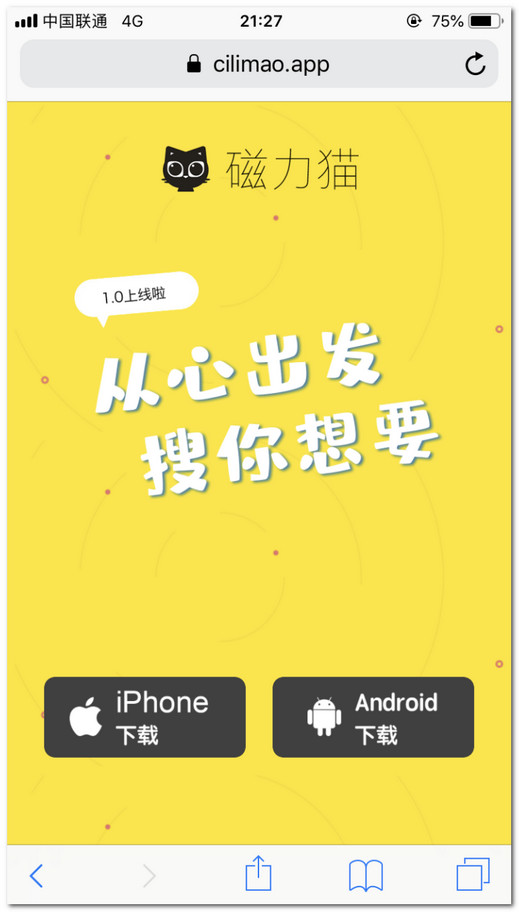 中国联通 4G 21:27 75%
cilimao.app
磁力猫
1.0上线啦
从心出发
搜你想要
iPhone
下载
Android
下载